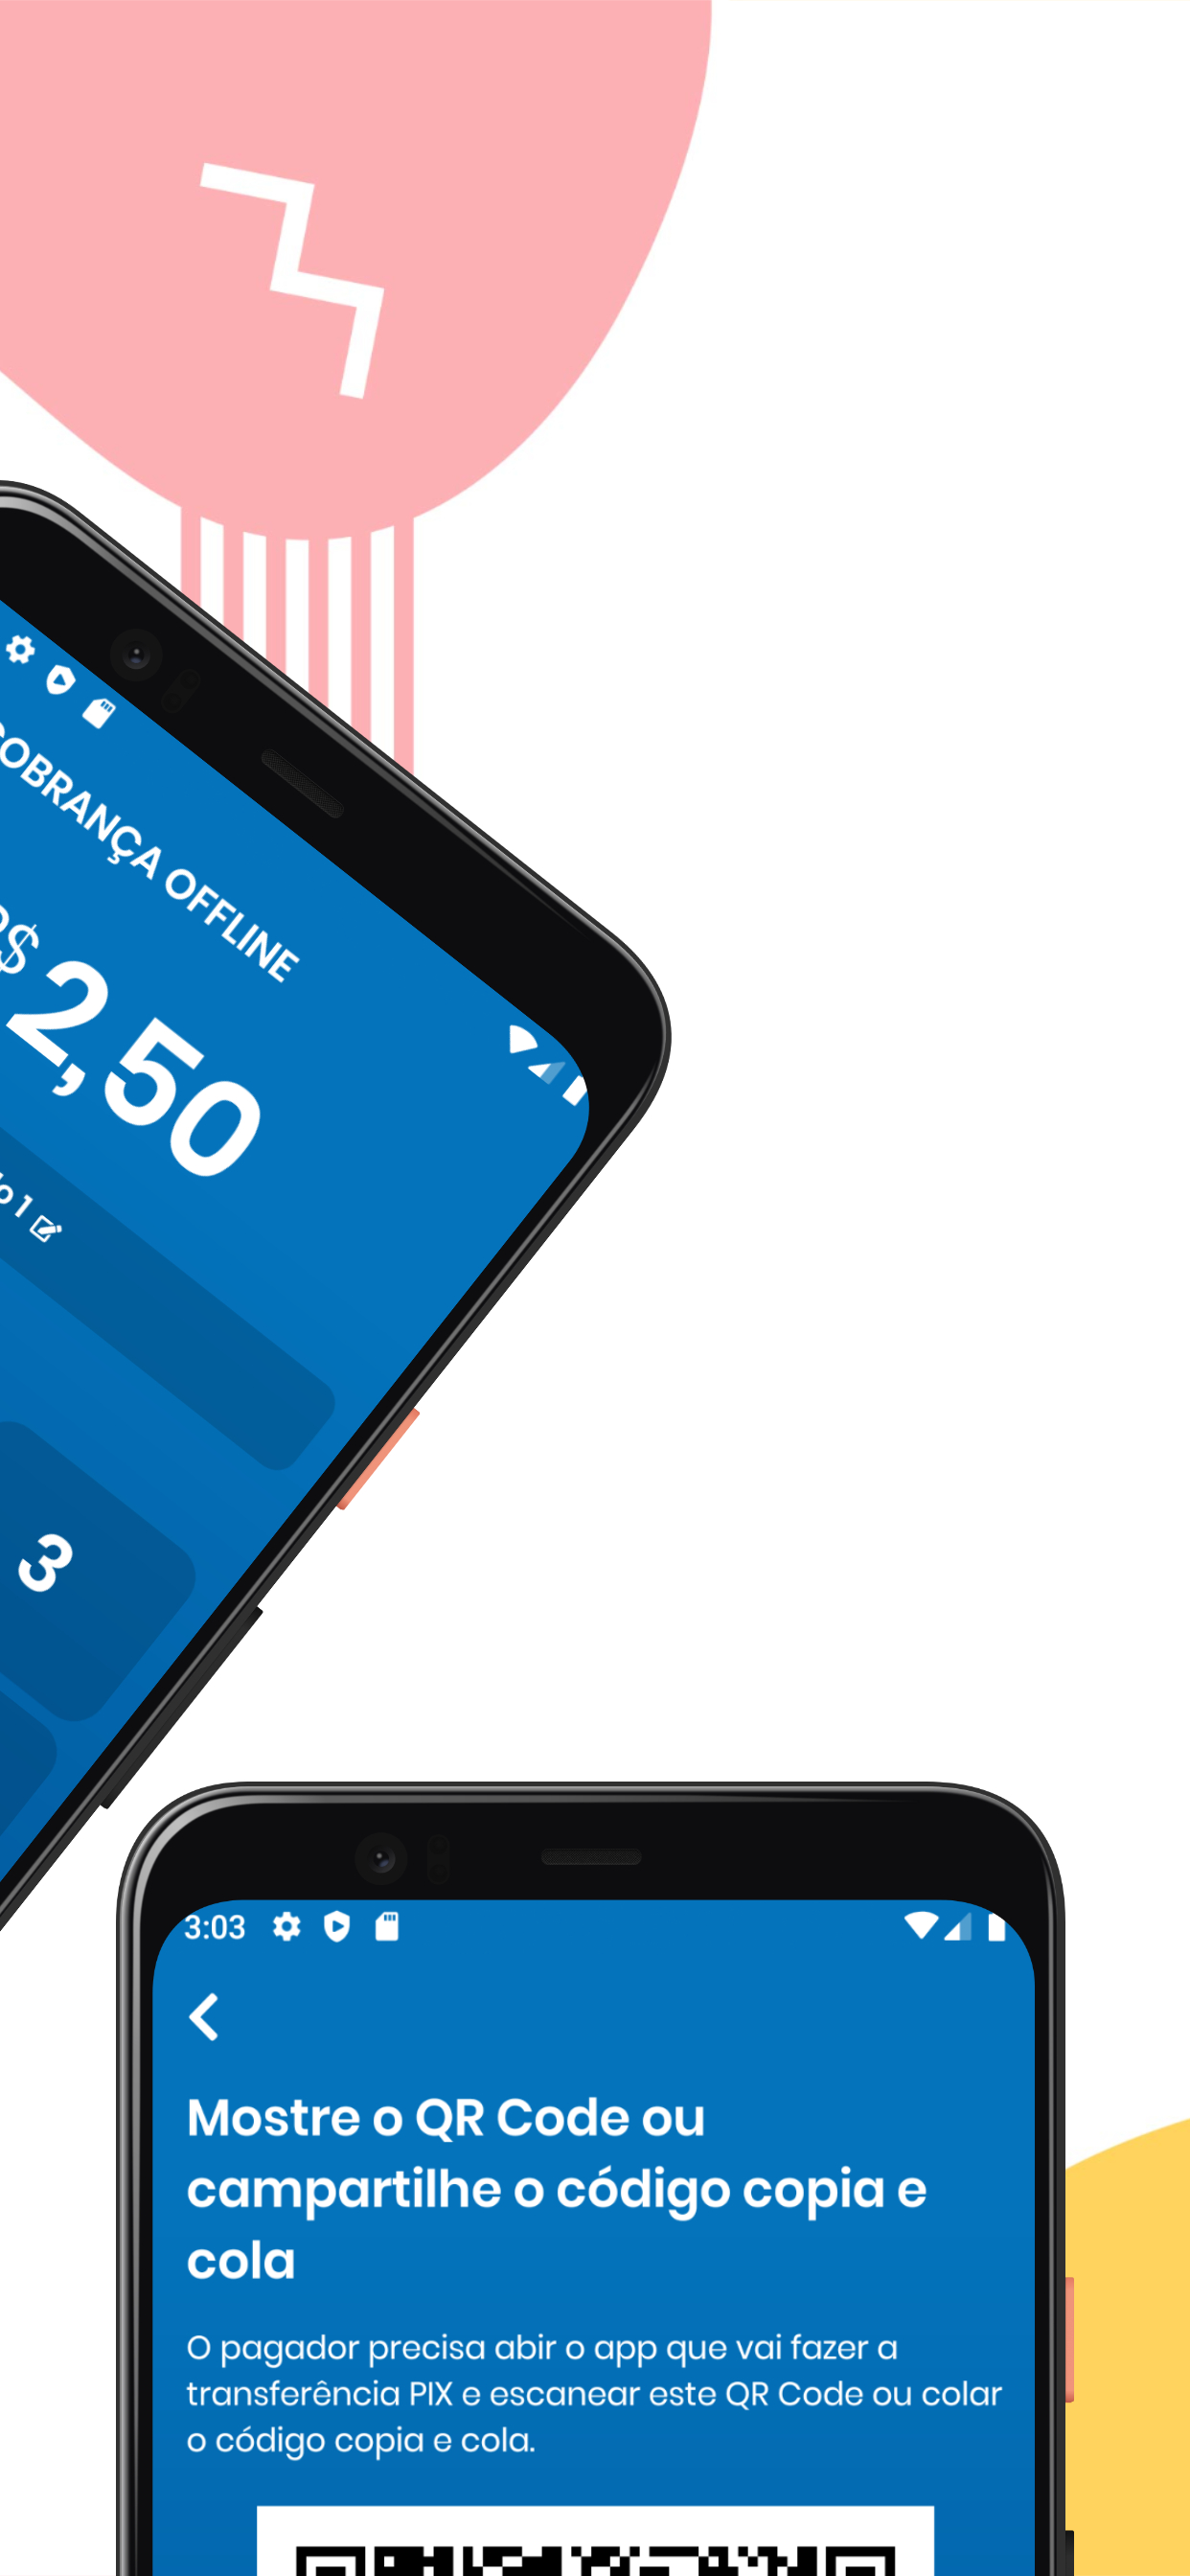 OBRANÇA OFFLINE
$ 2,50
o 1
3
3:03
Mostre o QR Code ou
campartilhe o código copia e
cola
O pagador precisa abir o app que vai fazer a
transferência PIX e escanear este QR Code ou colar
o código copia e cola.